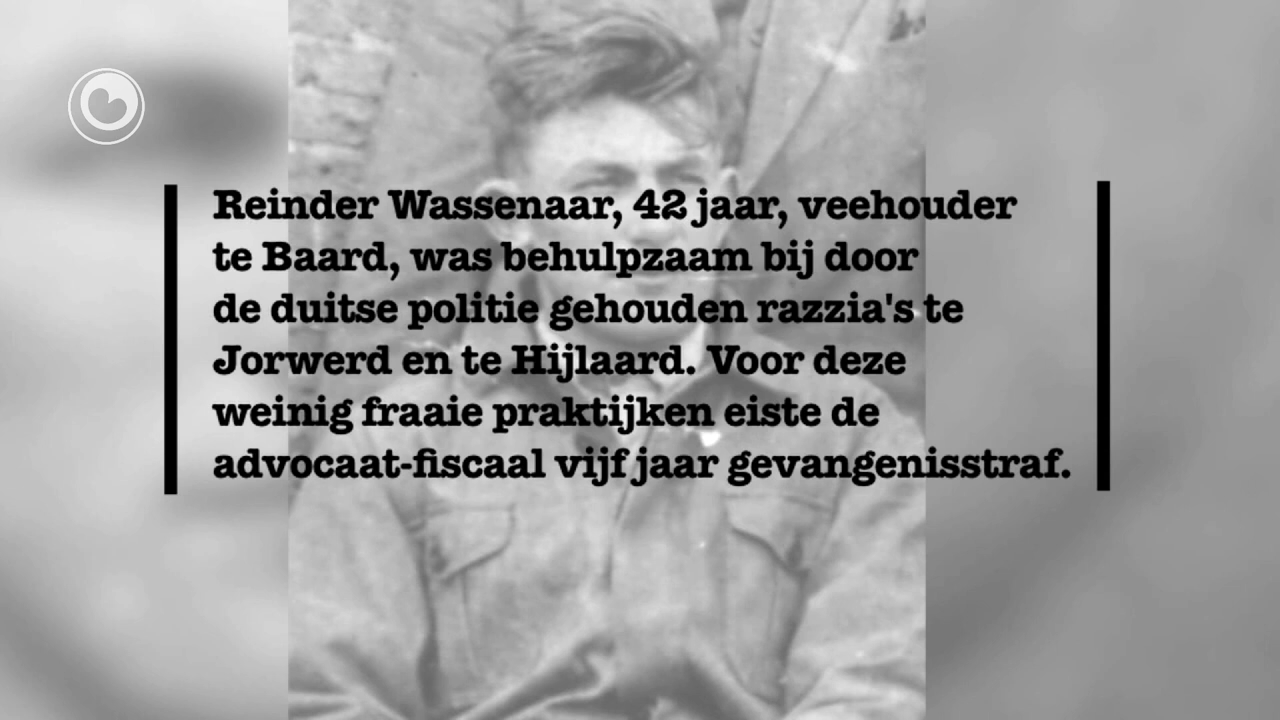 Reinder Wassenaar, 42 jaar, veehouder
te Baard, was behulpzaam bij door
de duitse politie gehouden razzia's te
Jorwerd en te Hijlaard. Voor deze
weinig fraaie praktijken eiste de
advocaat-fiscaal vijf jaar gevangenisstraf.